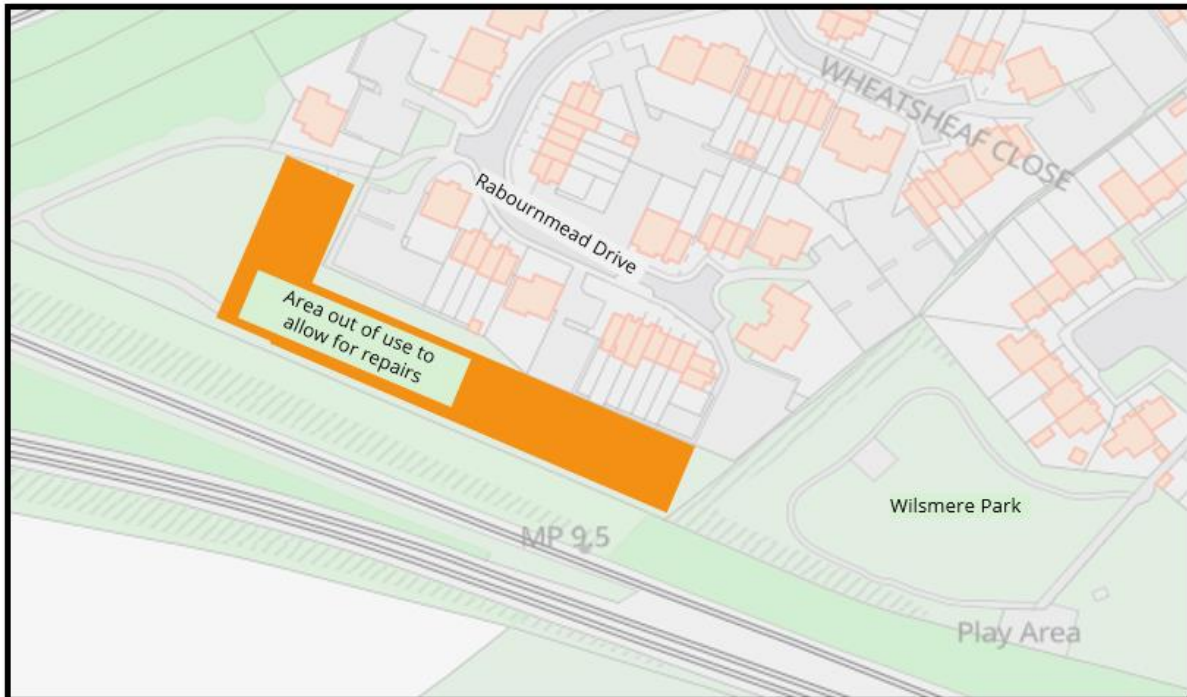 WHEATSHEAF CLOSE
Rabournmead Drive
Area out of use to
allow for repairs
Wilsmere Park
MP 9.5
Play Area